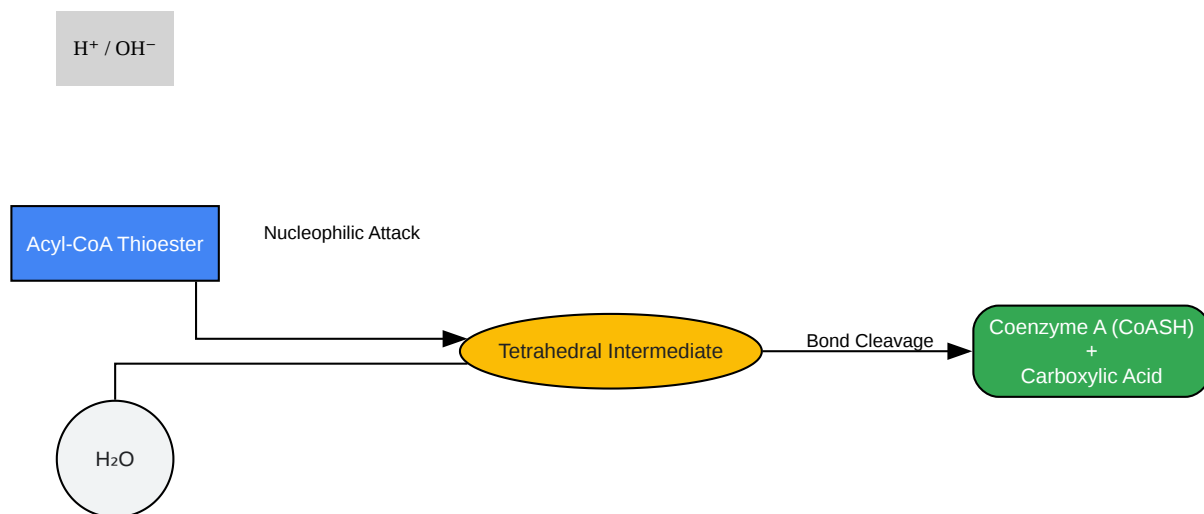 H⁺ / OH⁻
Acyl-CoA Thioester
Nucleophilic Attack
Tetrahedral Intermediate
Bond Cleavage
Coenzyme A (CoASH)
+
Carboxylic Acid
H₂O